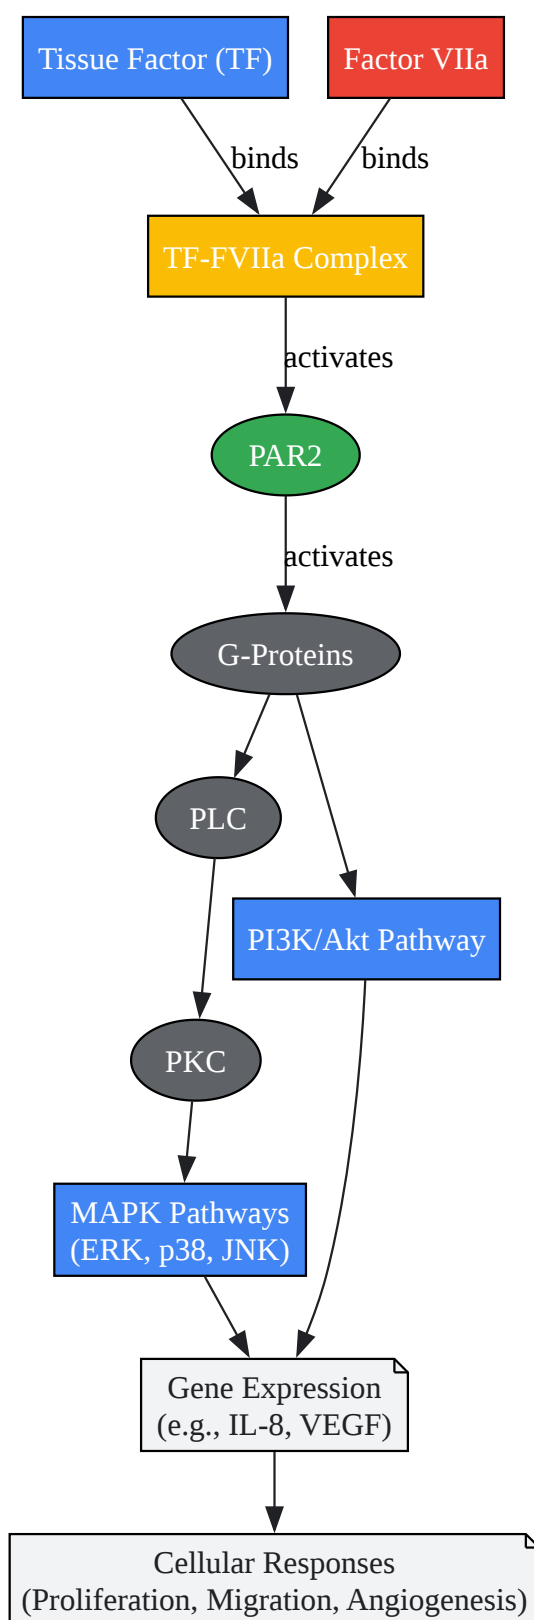 Tissue Factor (TF)
Factor VIIa
binds
binds
TF-FVIIa Complex
activates
PAR2
activates
G-Proteins
PLC
PI3K/Akt Pathway
PKC
MAPK Pathways
(ERK, p38, JNK)
Gene Expression
(e.g., IL-8, VEGF)
Cellular Responses
(Proliferation, Migration, Angiogenesis)